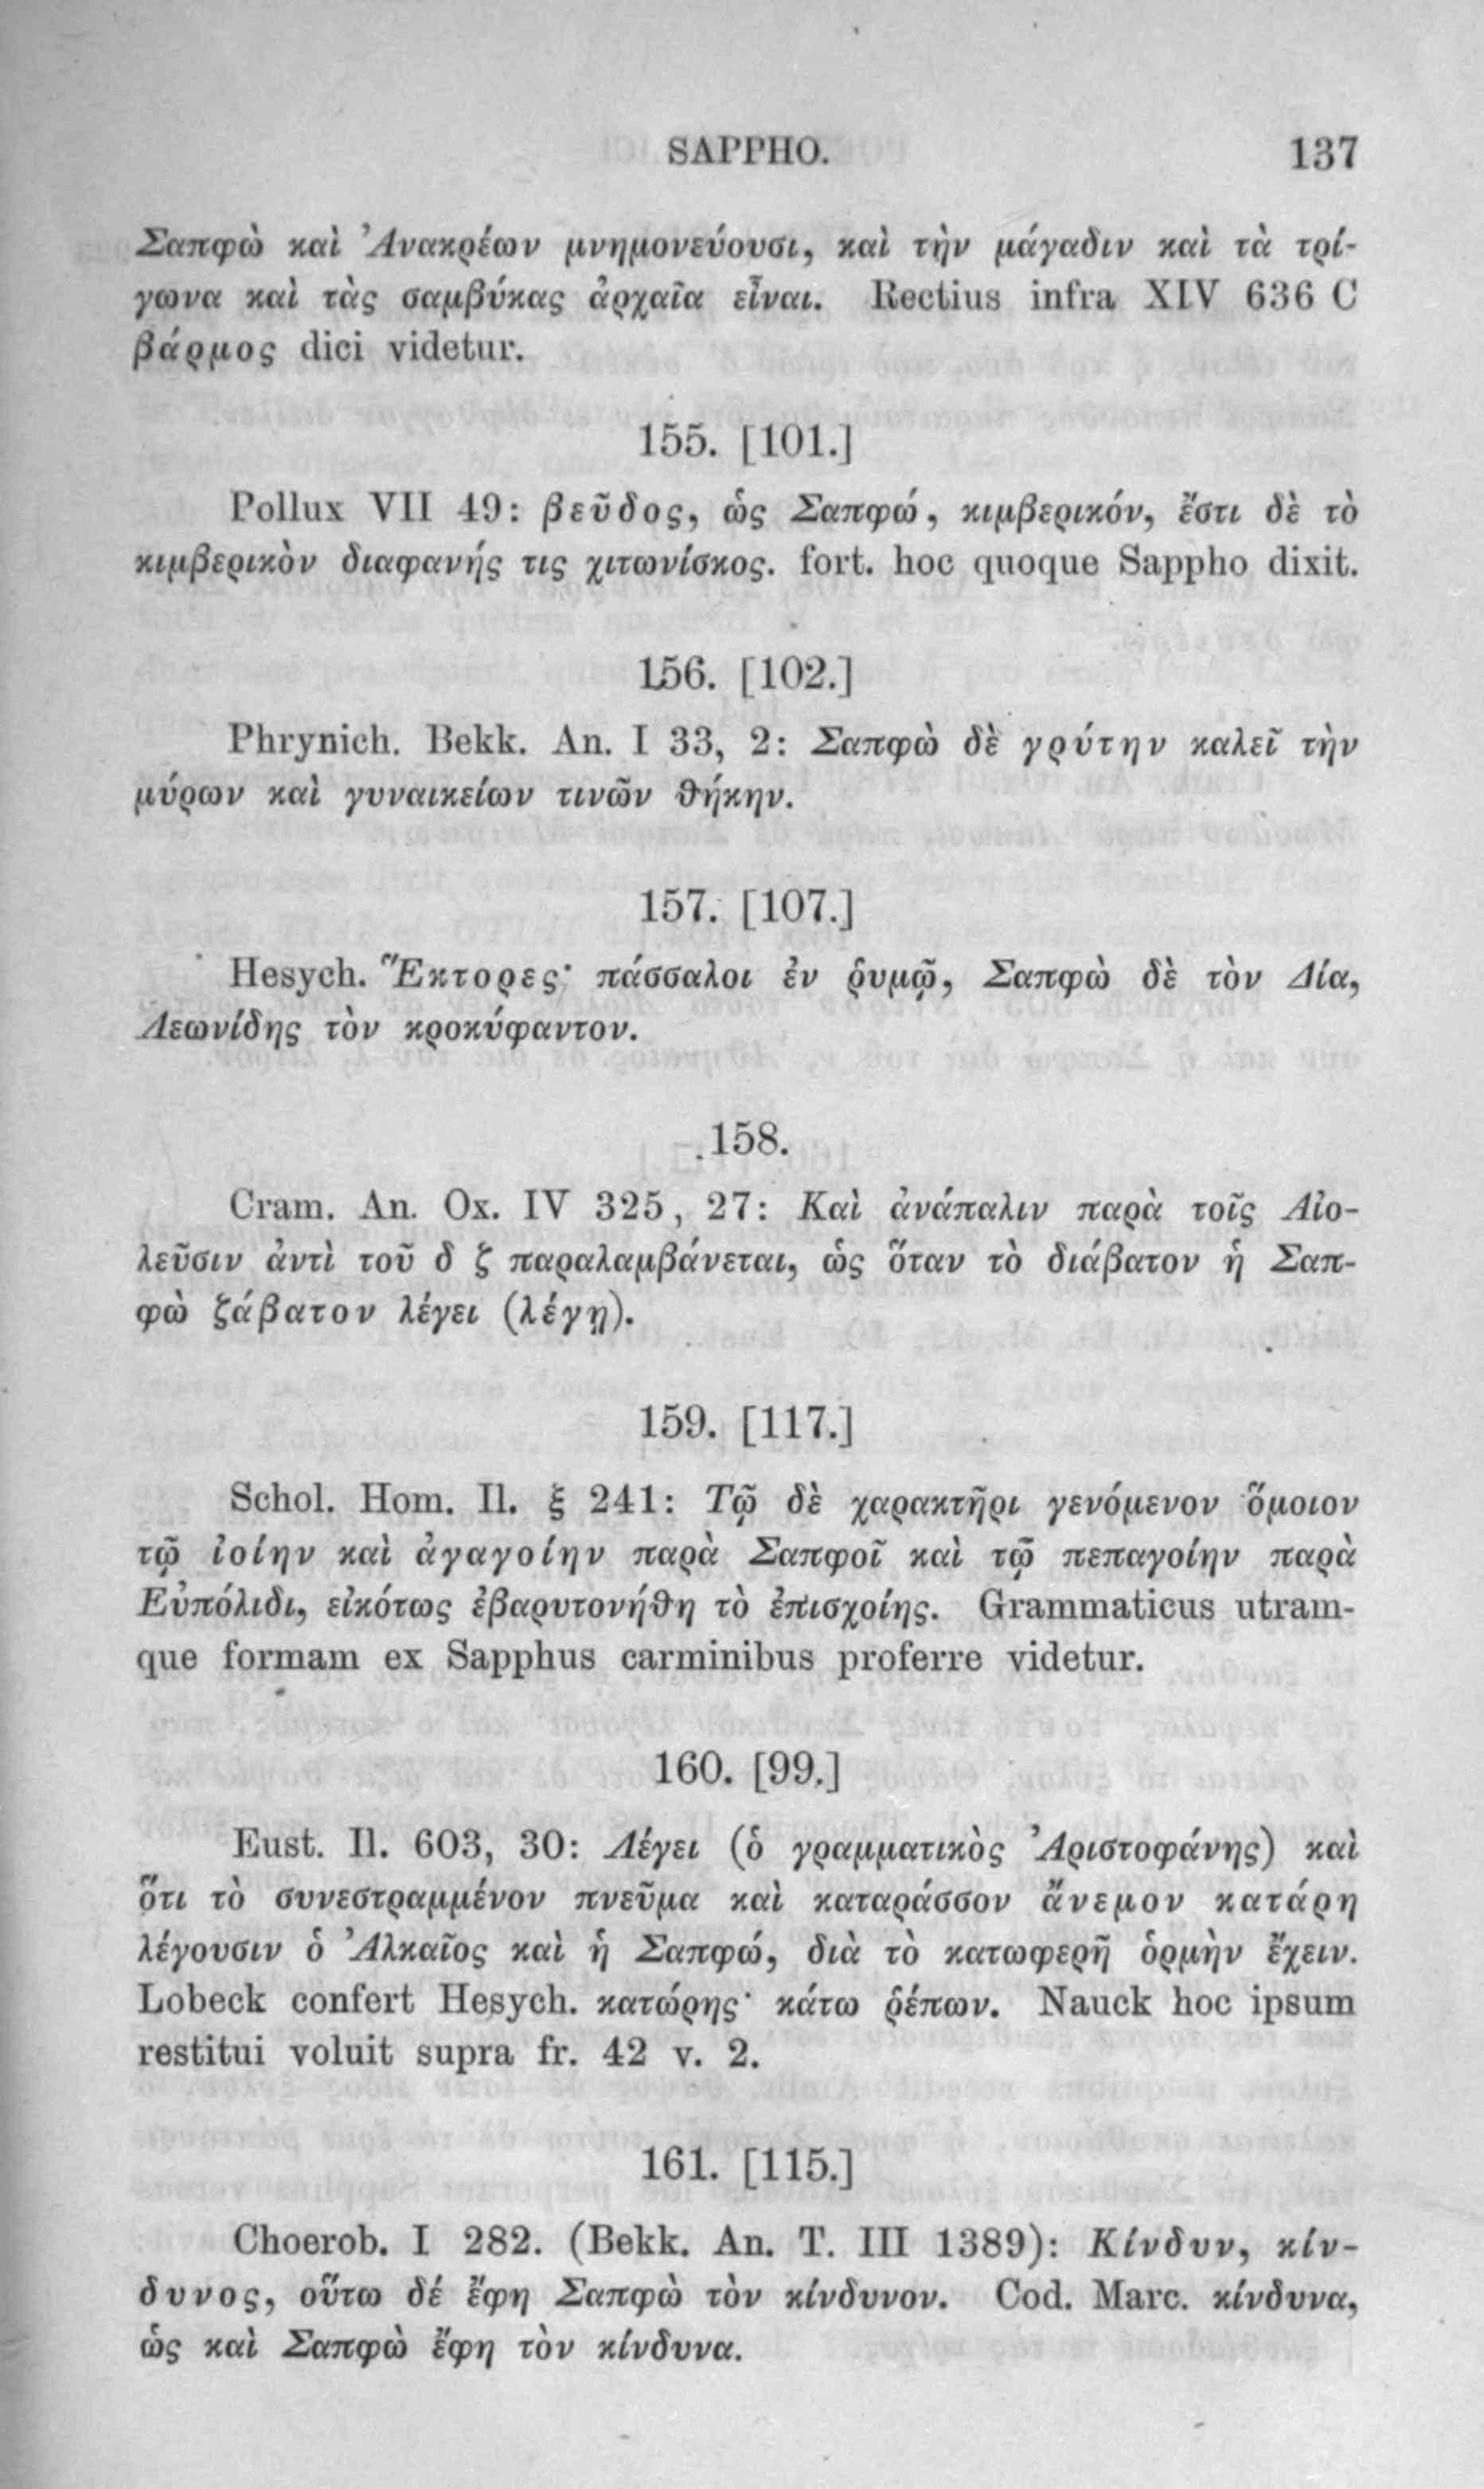 SAPPHO. 137
Σαπφὼ καὶ Ἀνακρέων μνημονεύουσι, καὶ τὴν μάγαδιν καὶ τὰ τρί-
γωνα καὶ τὰς σαμβύκας ἀρχαῖα εἶναι. Rectius infra XIV 636 C
βάρμος dici videtur.
155. [101.]
Pollux VII 49: βεῦδος, ὡς Σαπφώ, κιμβερικόν, ἔστι δὲ τὸ
κιμβερικὸν διαφανής τις χιτωνίσκος. fort. hoc quoque Sappho dixit.
156. [102.]
Phrynich. Bekk. An. I 33, 2: Σαπφὼ δὲ γρύτην καλεῖ τὴν
μύρων καὶ γυναικείων τινῶν θήκην.
157. [107.]
Hesych. Ἕκτορες· πάσσαλοι ἐν ῥυμῷ, Σαπφὼ δὲ τὸν Δία,
Λεωνίδης τὸν κροκύφαντον.
158.
Cram. An. Ox. IV 325, 27: Καὶ ἀνάπαλιν παρὰ τοῖς Αἰο-
λεῦσιν ἀντὶ τοῦ δ ζ παραλαμβάνεται, ὡς ὅταν τὸ διάβατον ἡ Σαπ-
φὼ ζάβατον λέγει (λέγῃ).
159. [117.]
Schol. Hom. Il. ξ 241: Τῷ δὲ χαρακτῆρι γενόμενον ὅμοιον
τῷ ἰοίην καὶ ἀγαγοίην παρὰ Σαπφοῖ καὶ τῷ πεπαγοίην παρὰ
Εὐπόλιδι, εἰκότως ἐβαρυτονήθη τὸ ἐπισχοίης. Grammaticus utram-
que formam ex Sapphus carminibus proferre videtur.
160. [99.]
Eust. Il. 603, 30: Λέγει (ὁ γραμματικὸς Ἀριστοφάνης) καὶ
ὅτι τὸ συνεστραμμένον πνεῦμα καὶ καταράσσον ἄνεμον κατάρη
λέγουσιν ὁ Ἀλκαῖος καὶ ἡ Σαπφώ, διὰ τὸ κατωφερῆ ὁρμὴν ἔχειν.
Lobeck confert Hesych. κατώρης· κάτω ῥέπων. Nauck hoc ipsum
restitui voluit supra fr. 42 v. 2.
161. [115.]
Choerob. I 282. (Bekk. An. T. III 1389): Κίνδυν, κίν-
δυνος, οὕτω δέ ἔφη Σαπφὼ τὸν κίνδυνον. Cod. Marc. κίνδυνα,
ὡς καὶ Σαπφὼ ἔφη τὸν κίνδυνα.